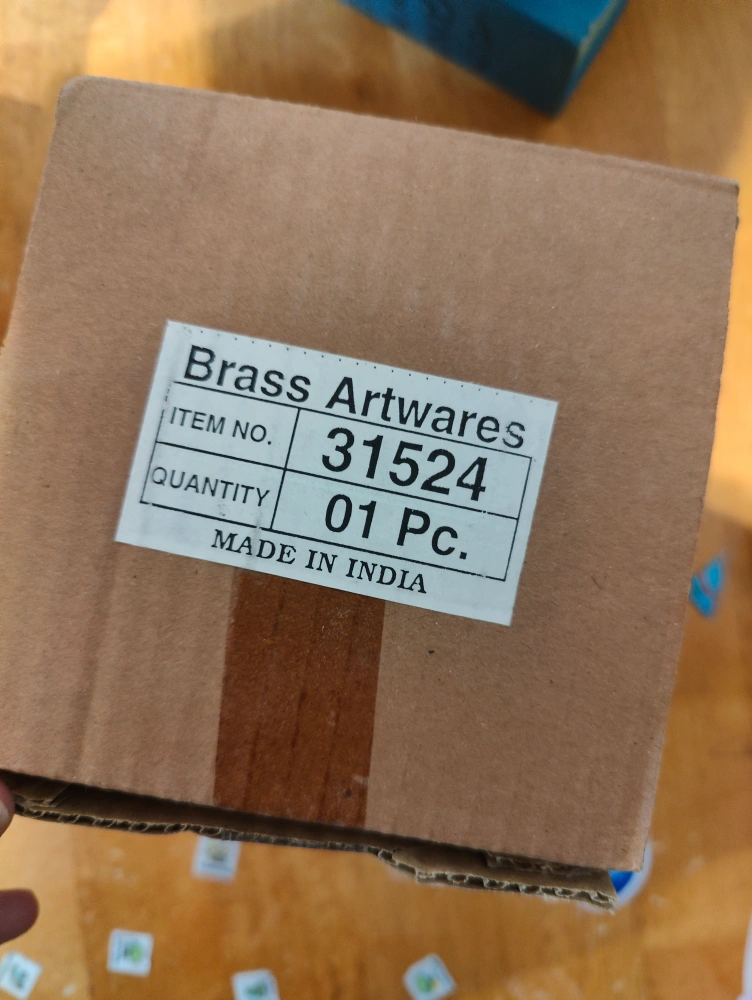 Brass Artwares
ITEM NO. 31524
QUANTITY 01 Pc.
MADE IN INDIA